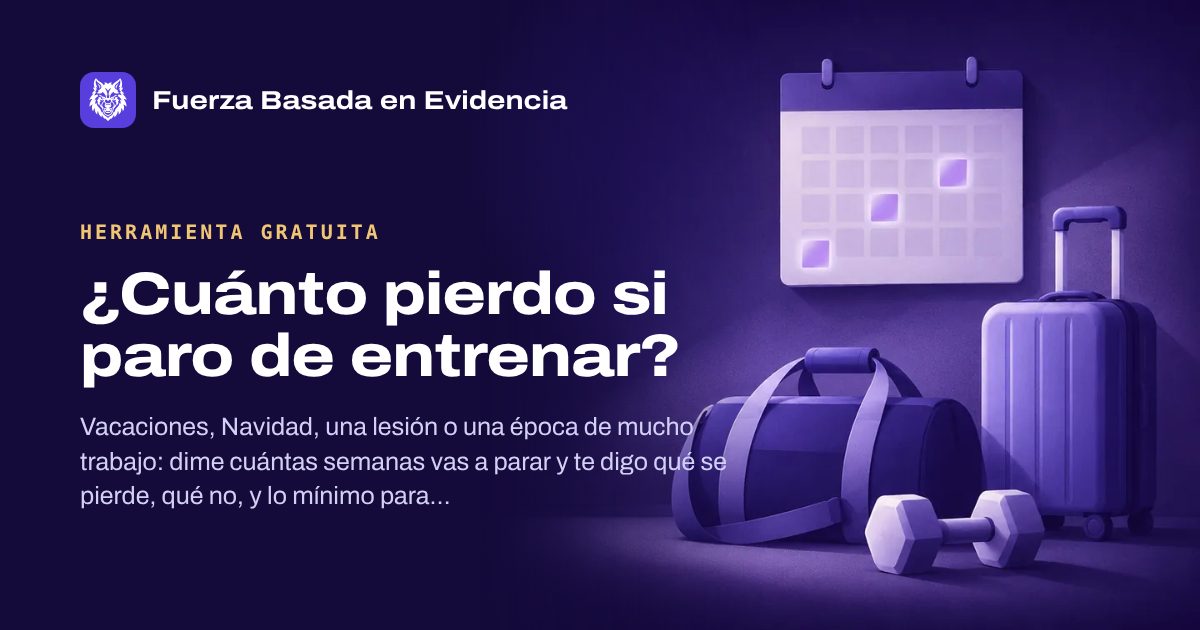 Fuerza Basada en Evidencia
HERRAMIENTA GRATUITA
¿Cuánto pierdo si
paro de entrenar?
Vacaciones, Navidad, una lesión o una época de mucho
trabajo: dime cuántas semanas vas a parar y te digo qué se
pierde, qué no, y lo mínimo para...